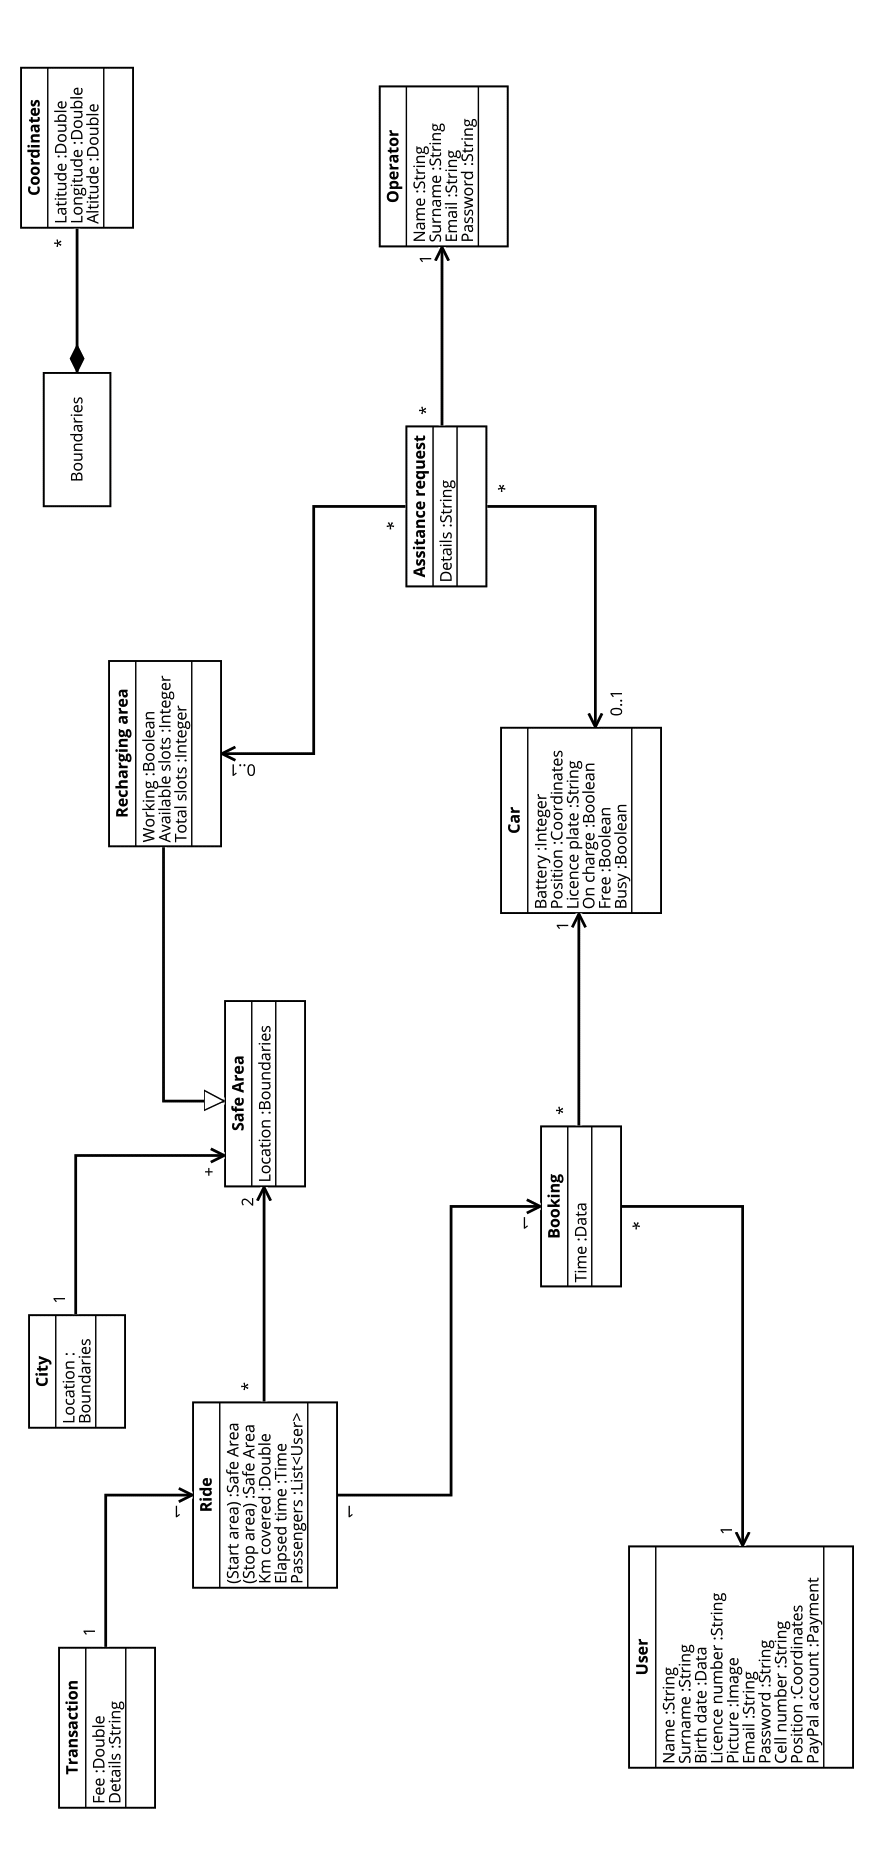 Transaction
Fee :Double
Details :String
1
1
Ride
(Start area) :Safe Area
(Stop area) :Safe Area
Km covered :Double
Elapsed time :Time
Passengers :List<User>
*
2
1
1
City
Location :
Boundaries
1
+
Safe Area
Location :Boundaries
Recharging area
Working :Boolean
Available slots :Integer
Total slots :Integer
0..1
*
Boundaries
*
Coordinates
Latitude :Double
Longitude :Double
Altitude :Double
Assitance request
Details :String
*
1
Operator
Name :String
Surname :String
Email :String
Password :String
*
0..1
Car
Battery :Integer
Position :Coordinates
Licence plate :String
On charge :Boolean
Free :Boolean
Busy :Boolean
1
*
Booking
Time :Data
*
1
User
Name :String
Surname :String
Birth date :Data
Licence number :String
Picture :Image
Email :String
Password :String
Cell number :String
Position :Coordinates
PayPal account :Payment